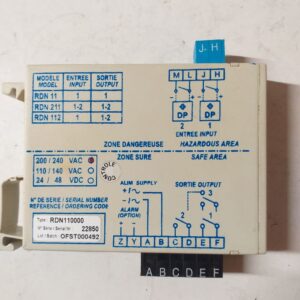 J. H
MODELE
MODEL
ENTREE
INPUT
SORTIE
OUTPUT
RDN 11 1 1
RDN 211 1-2 1-2
RDN 112 1 1-2
M L J H
DP DP
ENTREE INPUT
ZONE DANGEREUSE HAZARDOUS AREA
ZONE SURE SAFE AREA
200 / 240 VAC
110 / 140 VAC
24 / 48 VDC
CONTROLE
ALIM SUPPLY
SORTIE OUTPUT
ALARM
(OPTION)
2 1
N° DE SERIE / SERIAL NUMBER
REFERENCE / ORDERING CODE
Type : RDN110000
N° Série / Serial Nr : 22850
Lot / Batch : OFST000492
Z Y A B C D E F
A B C D E F